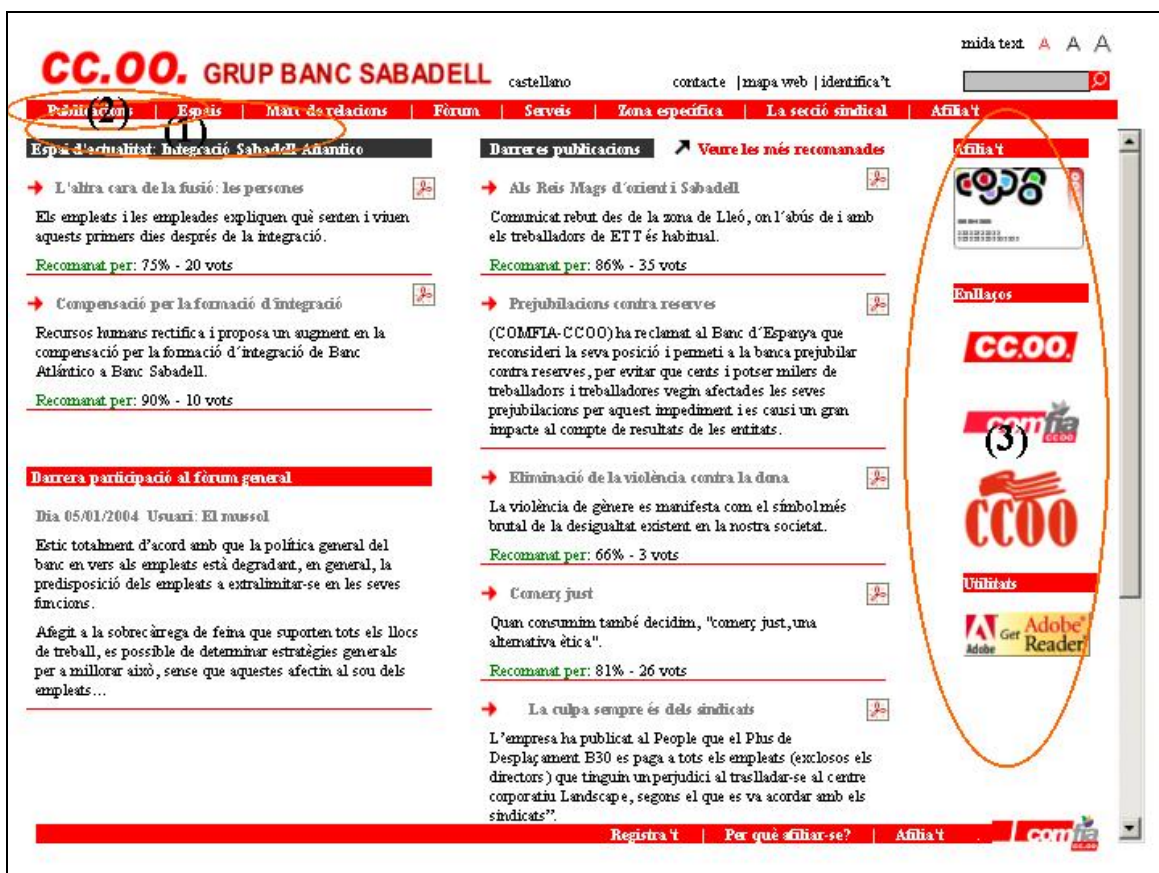 mida text A A A
CC.OO. GRUP BANC SABADELL
castellano contacte | mapa web | identifica't
Publicacions | Espais | Marc de relacions | Fòrum | Serveis | Zona específica | La secció sindical | Afilia't
(2)
(1)
Espai d'actualitat: Integració Sabadell Atlántico
L'altra cara de la fusió: les persones
Els empleats i les empleades expliquen què senten i viuen
aquests primers dies després de la integració.
Recomanat per: 75% - 20 vots
Compensació per la formació d´integració
Recursos humans rectifica i proposa un augment en la
compensació per la formació d´integració de Banc
Atlántico a Banc Sabadell.
Recomanat per: 90% - 10 vots
Darrera participació al fòrum general
Dia 05/01/2004 Usuari: El mussol
Estic totalment d'acord amb que la política general del
banc en vers als empleats està degradant, en general, la
predisposició dels empleats a extralimitar-se en les seves
funcions.
Afegit a la sobrecàrrega de feina que suporten tots els llocs
de treball, es possible de determinar estratègies generals
per a millorar això, sense que aquestes afectin al sou dels
empleats...
Darreres publicacions Veure les més recomanades
Als Reis Mags d´orient i Sabadell
Comunicat rebut des de la zona de Lleó, on l´abús de i amb
els treballadors de ETT és habitual.
Recomanat per: 86% - 35 vots
Prejubilacions contra reserves
(COMFIA-CCOO) ha reclamat al Banc d´Espanya que
reconsideri la seva posició i permeti a la banca prejubilar
contra reserves, per evitar que cents i potser milers de
treballadors i treballadores vegin afectades les seves
prejubilacions per aquest impediment i es causi un gran
impacte al compte de resultats de les entitats.
Eliminació de la violència contra la dona
La violència de gènere es manifesta com el símbol més
brutal de la desigualtat existent en la nostra societat.
Recomanat per: 66% - 3 vots
Comerç just
Quan consumim també decidim, "comerç just, una
alternativa ètica".
Recomanat per: 81% - 26 vots
La culpa sempre és dels sindicats
L'empresa ha publicat al People que el Plus de
Desplaçament B30 es paga a tots els empleats (exclosos els
directors) que tinguin un perjudici al traslladar-se al centre
corporatiu Landscape, segons el que es va acordar amb els
sindicats".
Afilia't
Enllaços
CC.OO.
comfia
ccoo
(3)
CCOO
Utilitats
Adobe Get Adobe® Reader®
Registra't | Per què afiliar-se? | Afilia't
comfia
cc.oo